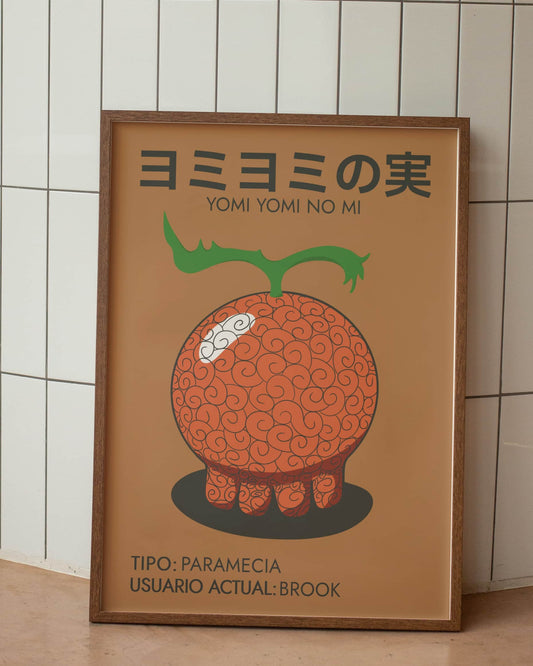 ヨミヨミの実
YOMI YOMI NO MI
TIPO: PARAMECIA
USUARIO ACTUAL: BROOK